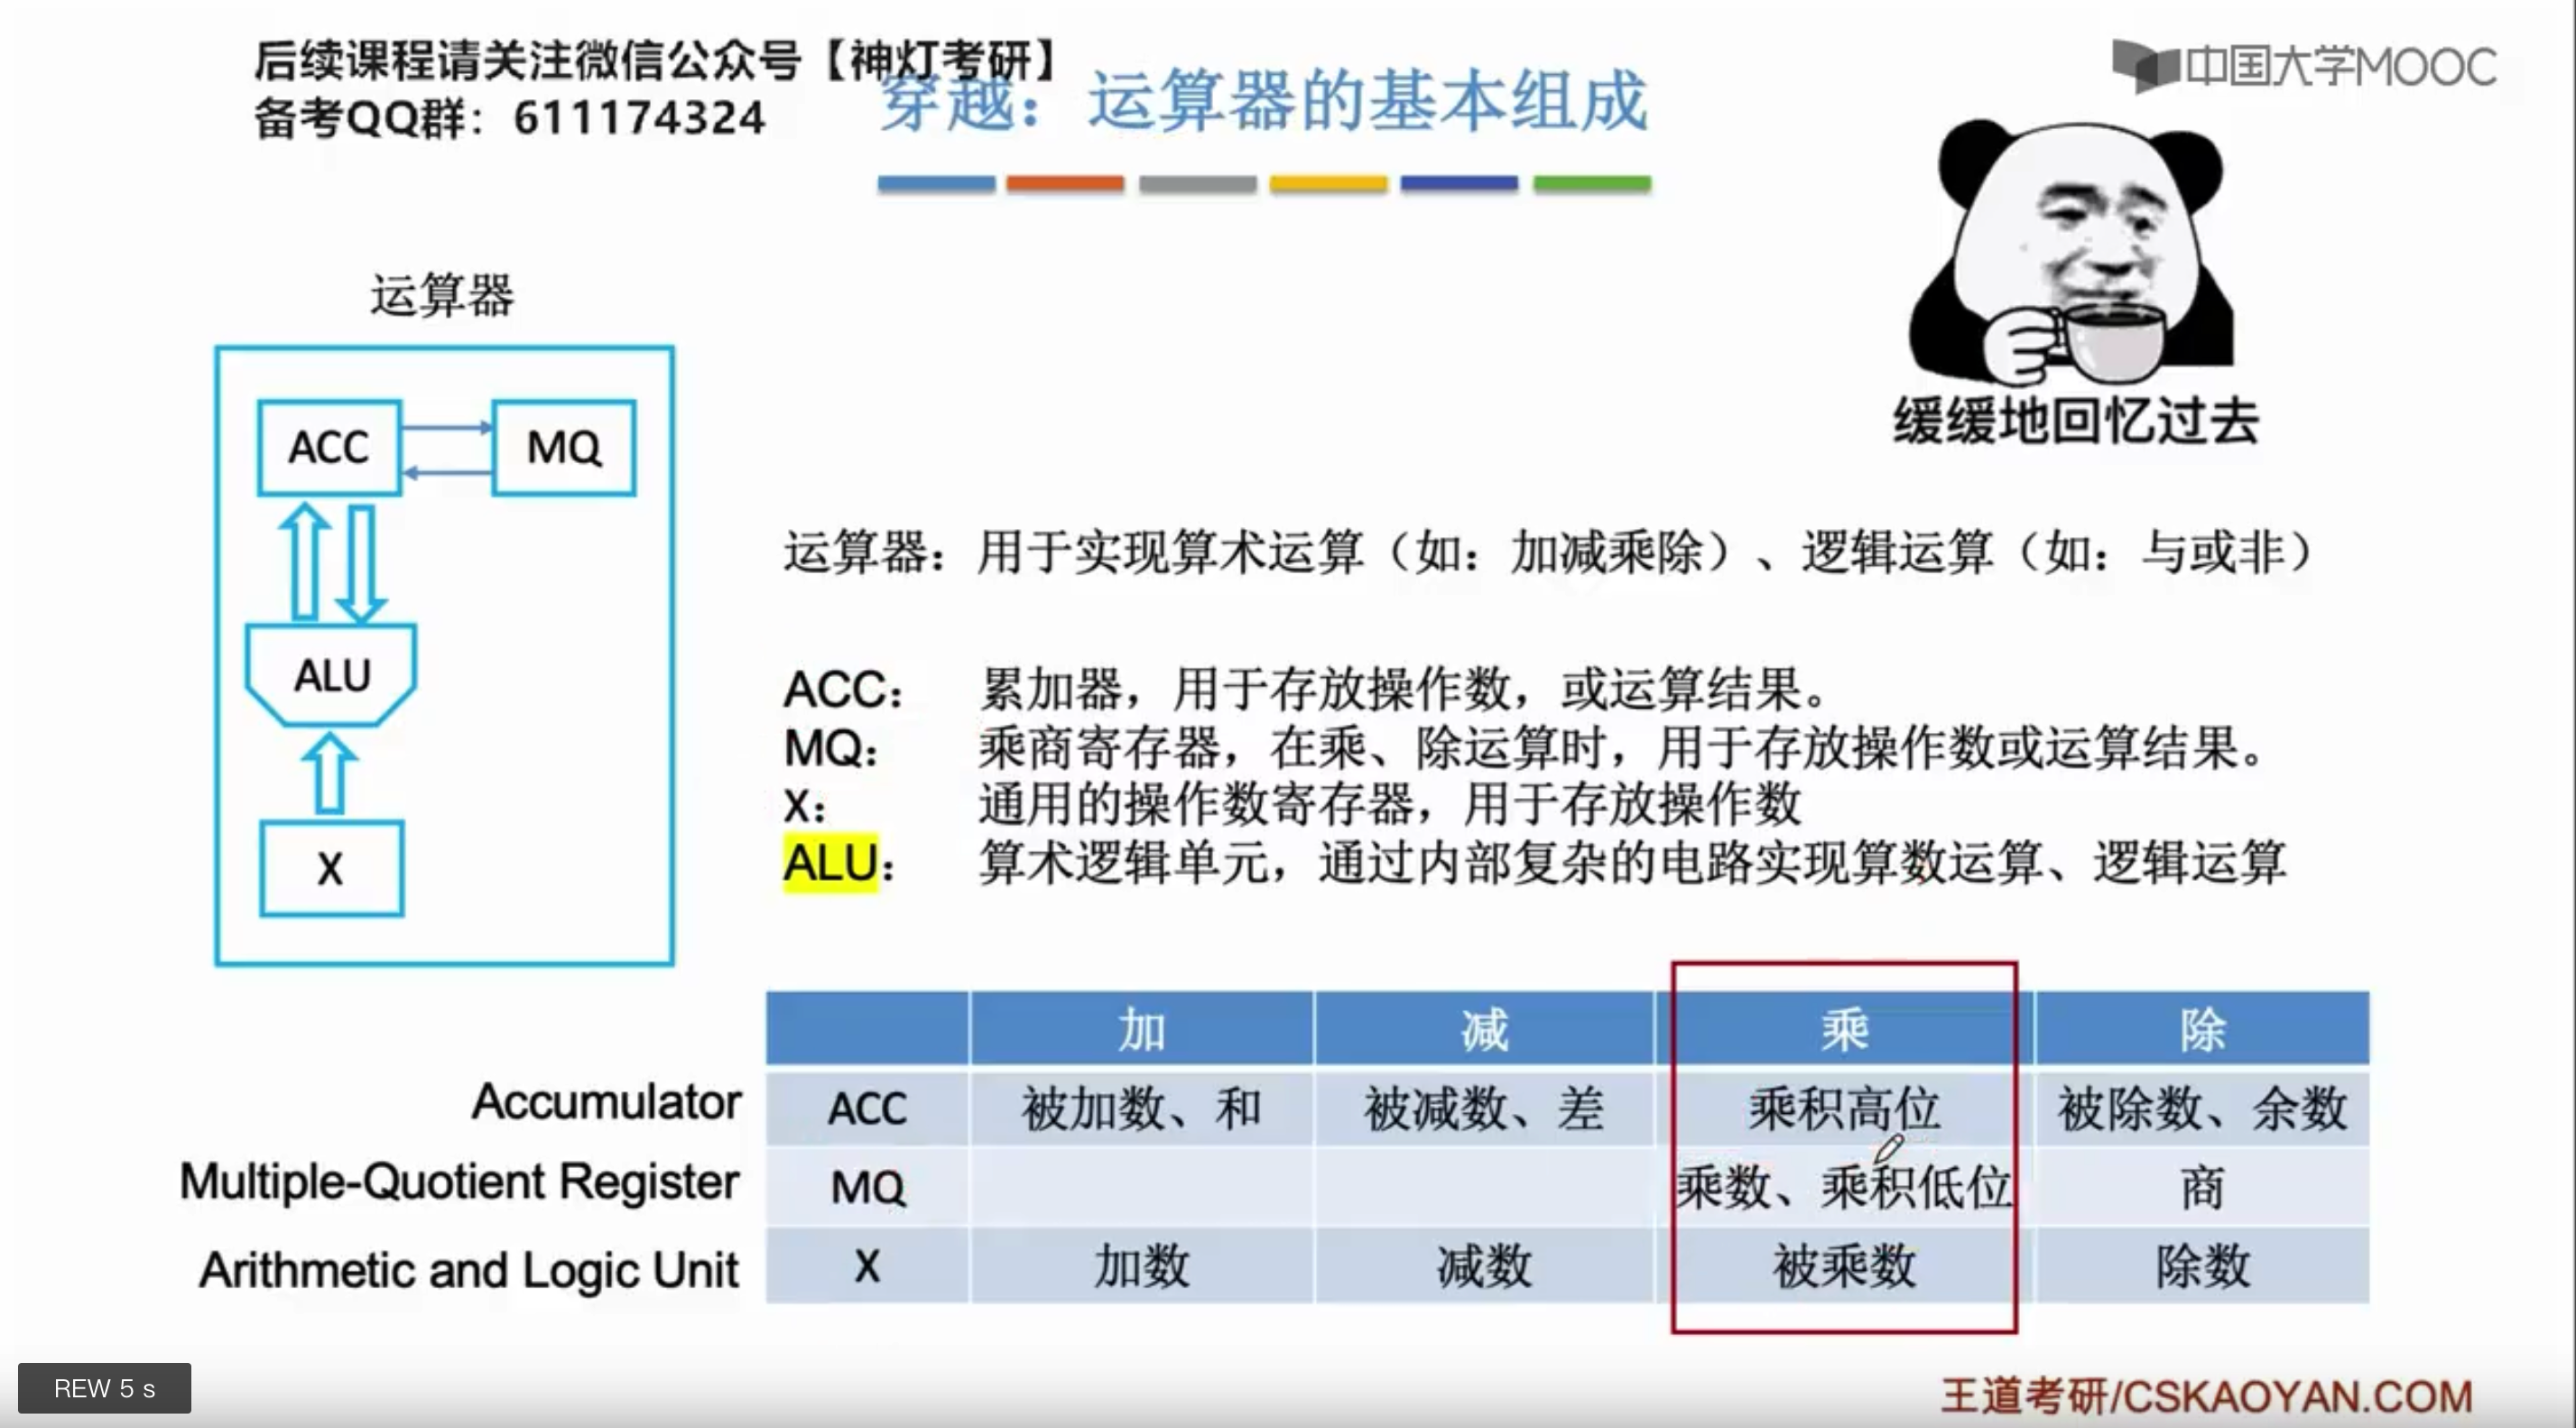 后续课程请关注微信公众号【神灯考研】
备考QQ群：611174324
中国大学MOOC
穿越：运算器的基本组成
缓缓地回忆过去
运算器
ACC
MQ
ALU
X
运算器：用于实现算术运算（如：加减乘除）、逻辑运算（如：与或非）
ACC： 累加器，用于存放操作数，或运算结果。
MQ： 乘商寄存器，在乘、除运算时，用于存放操作数或运算结果。
X： 通用的操作数寄存器，用于存放操作数
ALU： 算术逻辑单元，通过内部复杂的电路实现算数运算、逻辑运算
加 减 乘 除
Accumulator ACC 被加数、和 被减数、差 乘积高位 被除数、余数
Multiple-Quotient Register MQ 乘数、乘积低位 商
Arithmetic and Logic Unit X 加数 减数 被乘数 除数
REW 5 s
王道考研/CSKAOYAN.COM